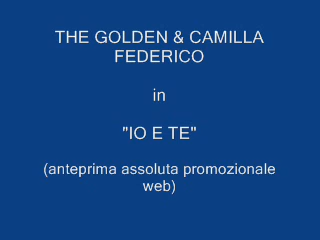 THE GOLDEN & CAMILLA
FEDERICO
in
"IO E TE"
(anteprima assoluta promozionale
web)